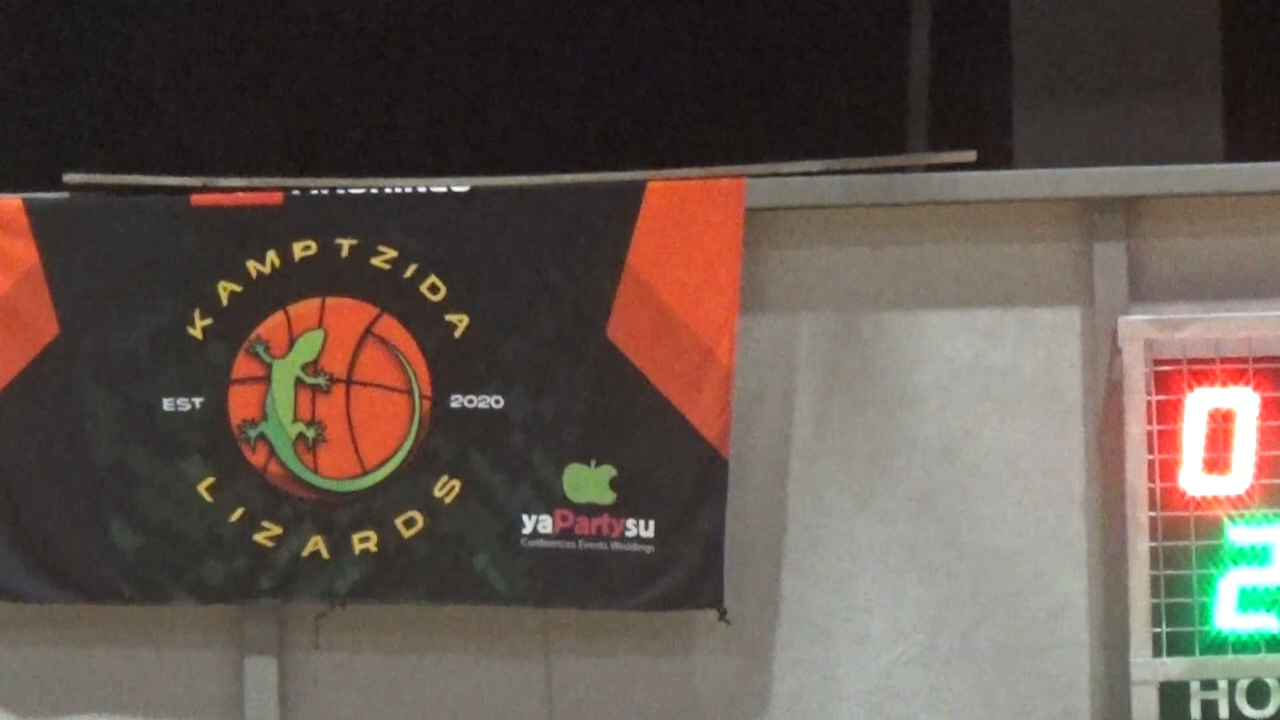 KAMPTZIDA
EST 2020
LIZARDS
yaPartysu
Conferences Events Weddings
0
2
HO